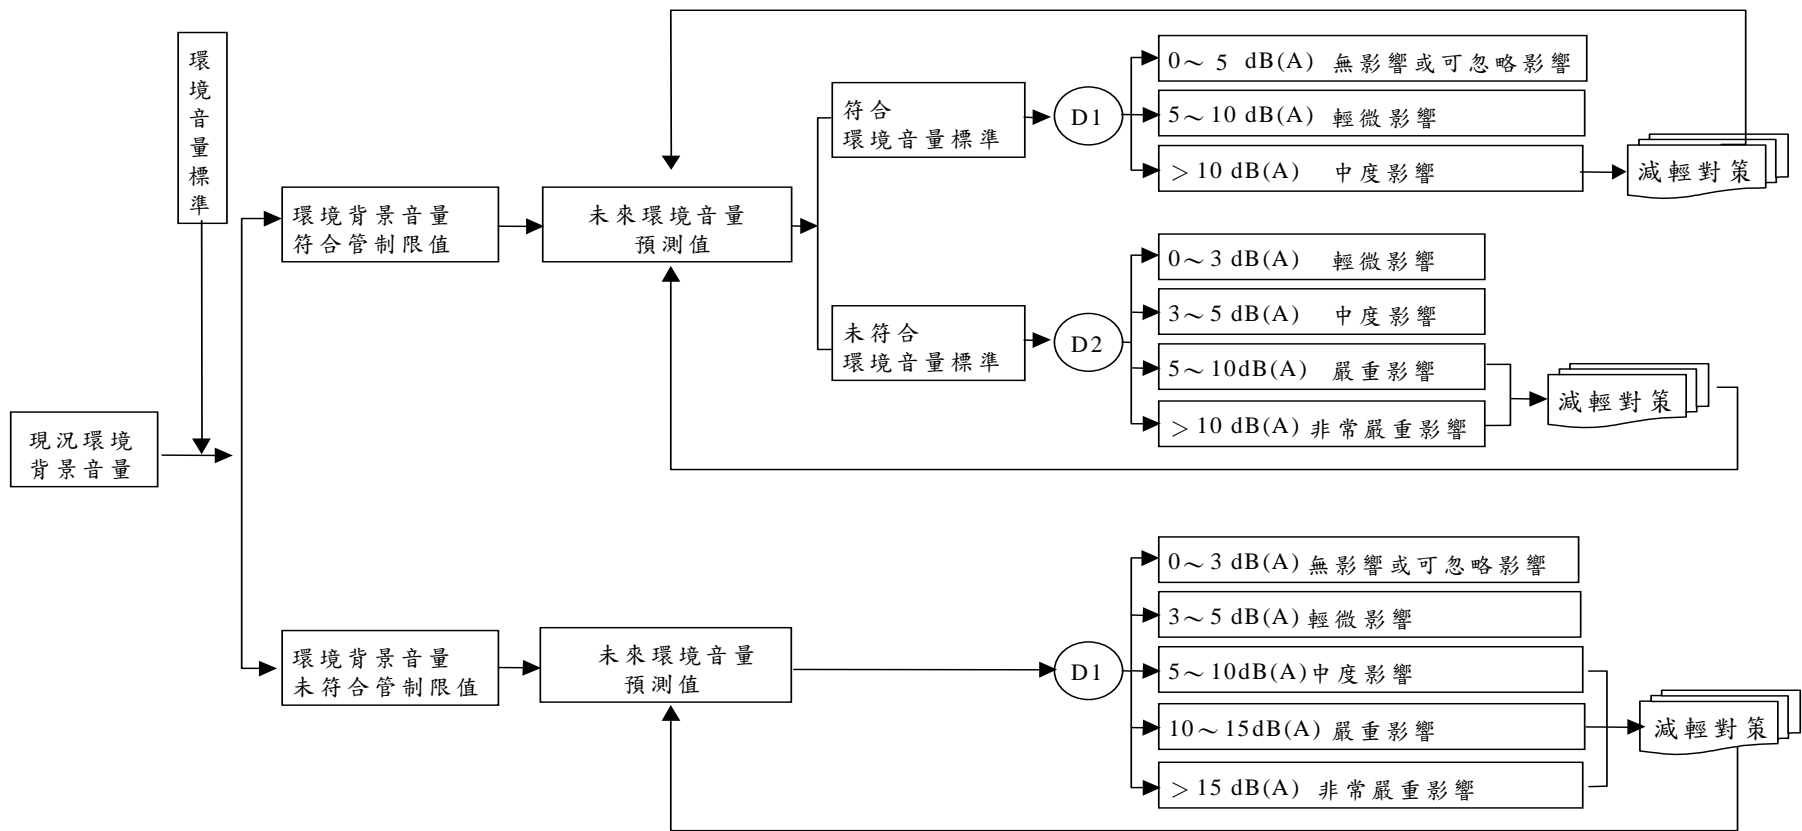 環境音量標準
現況環境
背景音量
環境背景音量
符合管制限值
未來環境音量
預測值
符合
環境音量標準
D1
0～5 dB(A) 無影響或可忽略影響
5～10 dB(A) 輕微影響
＞10 dB(A) 中度影響
減輕對策
未符合
環境音量標準
D2
0～3 dB(A) 輕微影響
3～5 dB(A) 中度影響
5～10dB(A) 嚴重影響
＞10 dB(A) 非常嚴重影響
減輕對策
環境背景音量
未符合管制限值
未來環境音量
預測值
D1
0～3 dB(A) 無影響或可忽略影響
3～5 dB(A) 輕微影響
5～10dB(A)中度影響
10～15dB(A) 嚴重影響
＞15 dB(A) 非常嚴重影響
減輕對策